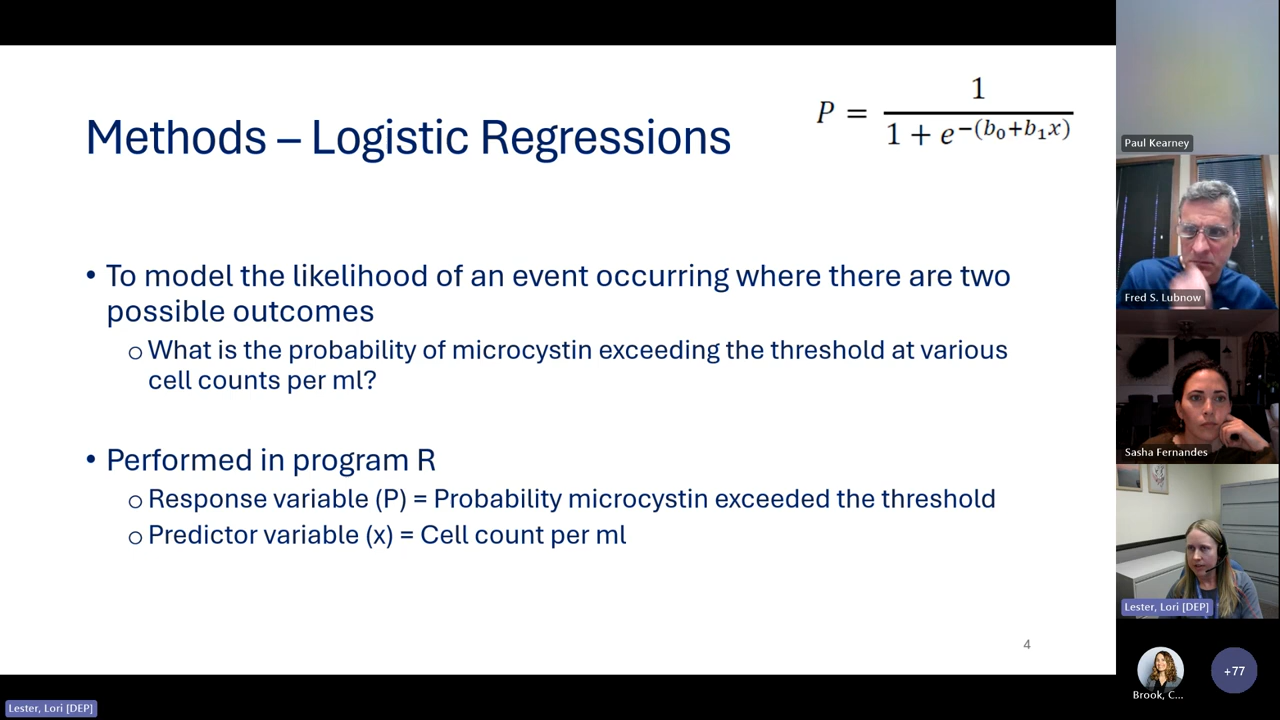 Methods – Logistic Regressions
P = 1 / (1 + e^−(b₀+b₁x))
• To model the likelihood of an event occurring where there are two
possible outcomes
o What is the probability of microcystin exceeding the threshold at various
cell counts per ml?
• Performed in program R
o Response variable (P) = Probability microcystin exceeded the threshold
o Predictor variable (x) = Cell count per ml
4
Paul Kearney
Fred S. Lubnow
Sasha Fernandes
Lester, Lori [DEP]
Brook, C...
+77
Lester, Lori [DEP]